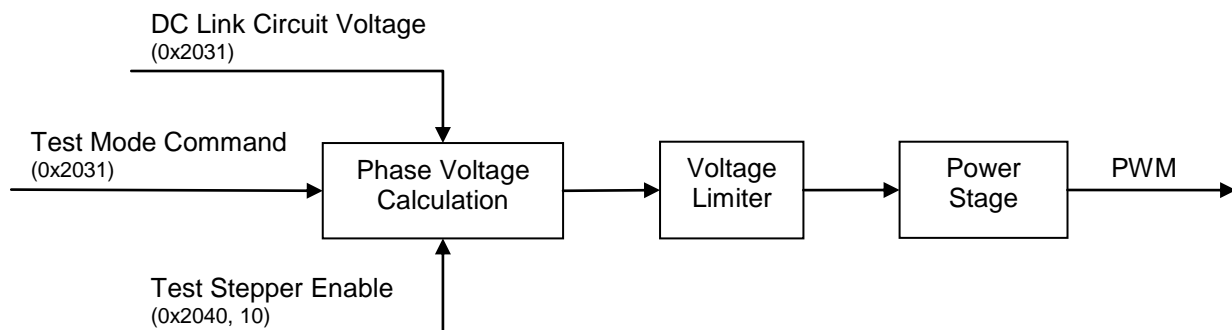 DC Link Circuit Voltage
(0x2031)
Test Mode Command
(0x2031)
Phase Voltage
Calculation
Voltage
Limiter
Power
Stage
PWM
Test Stepper Enable
(0x2040, 10)